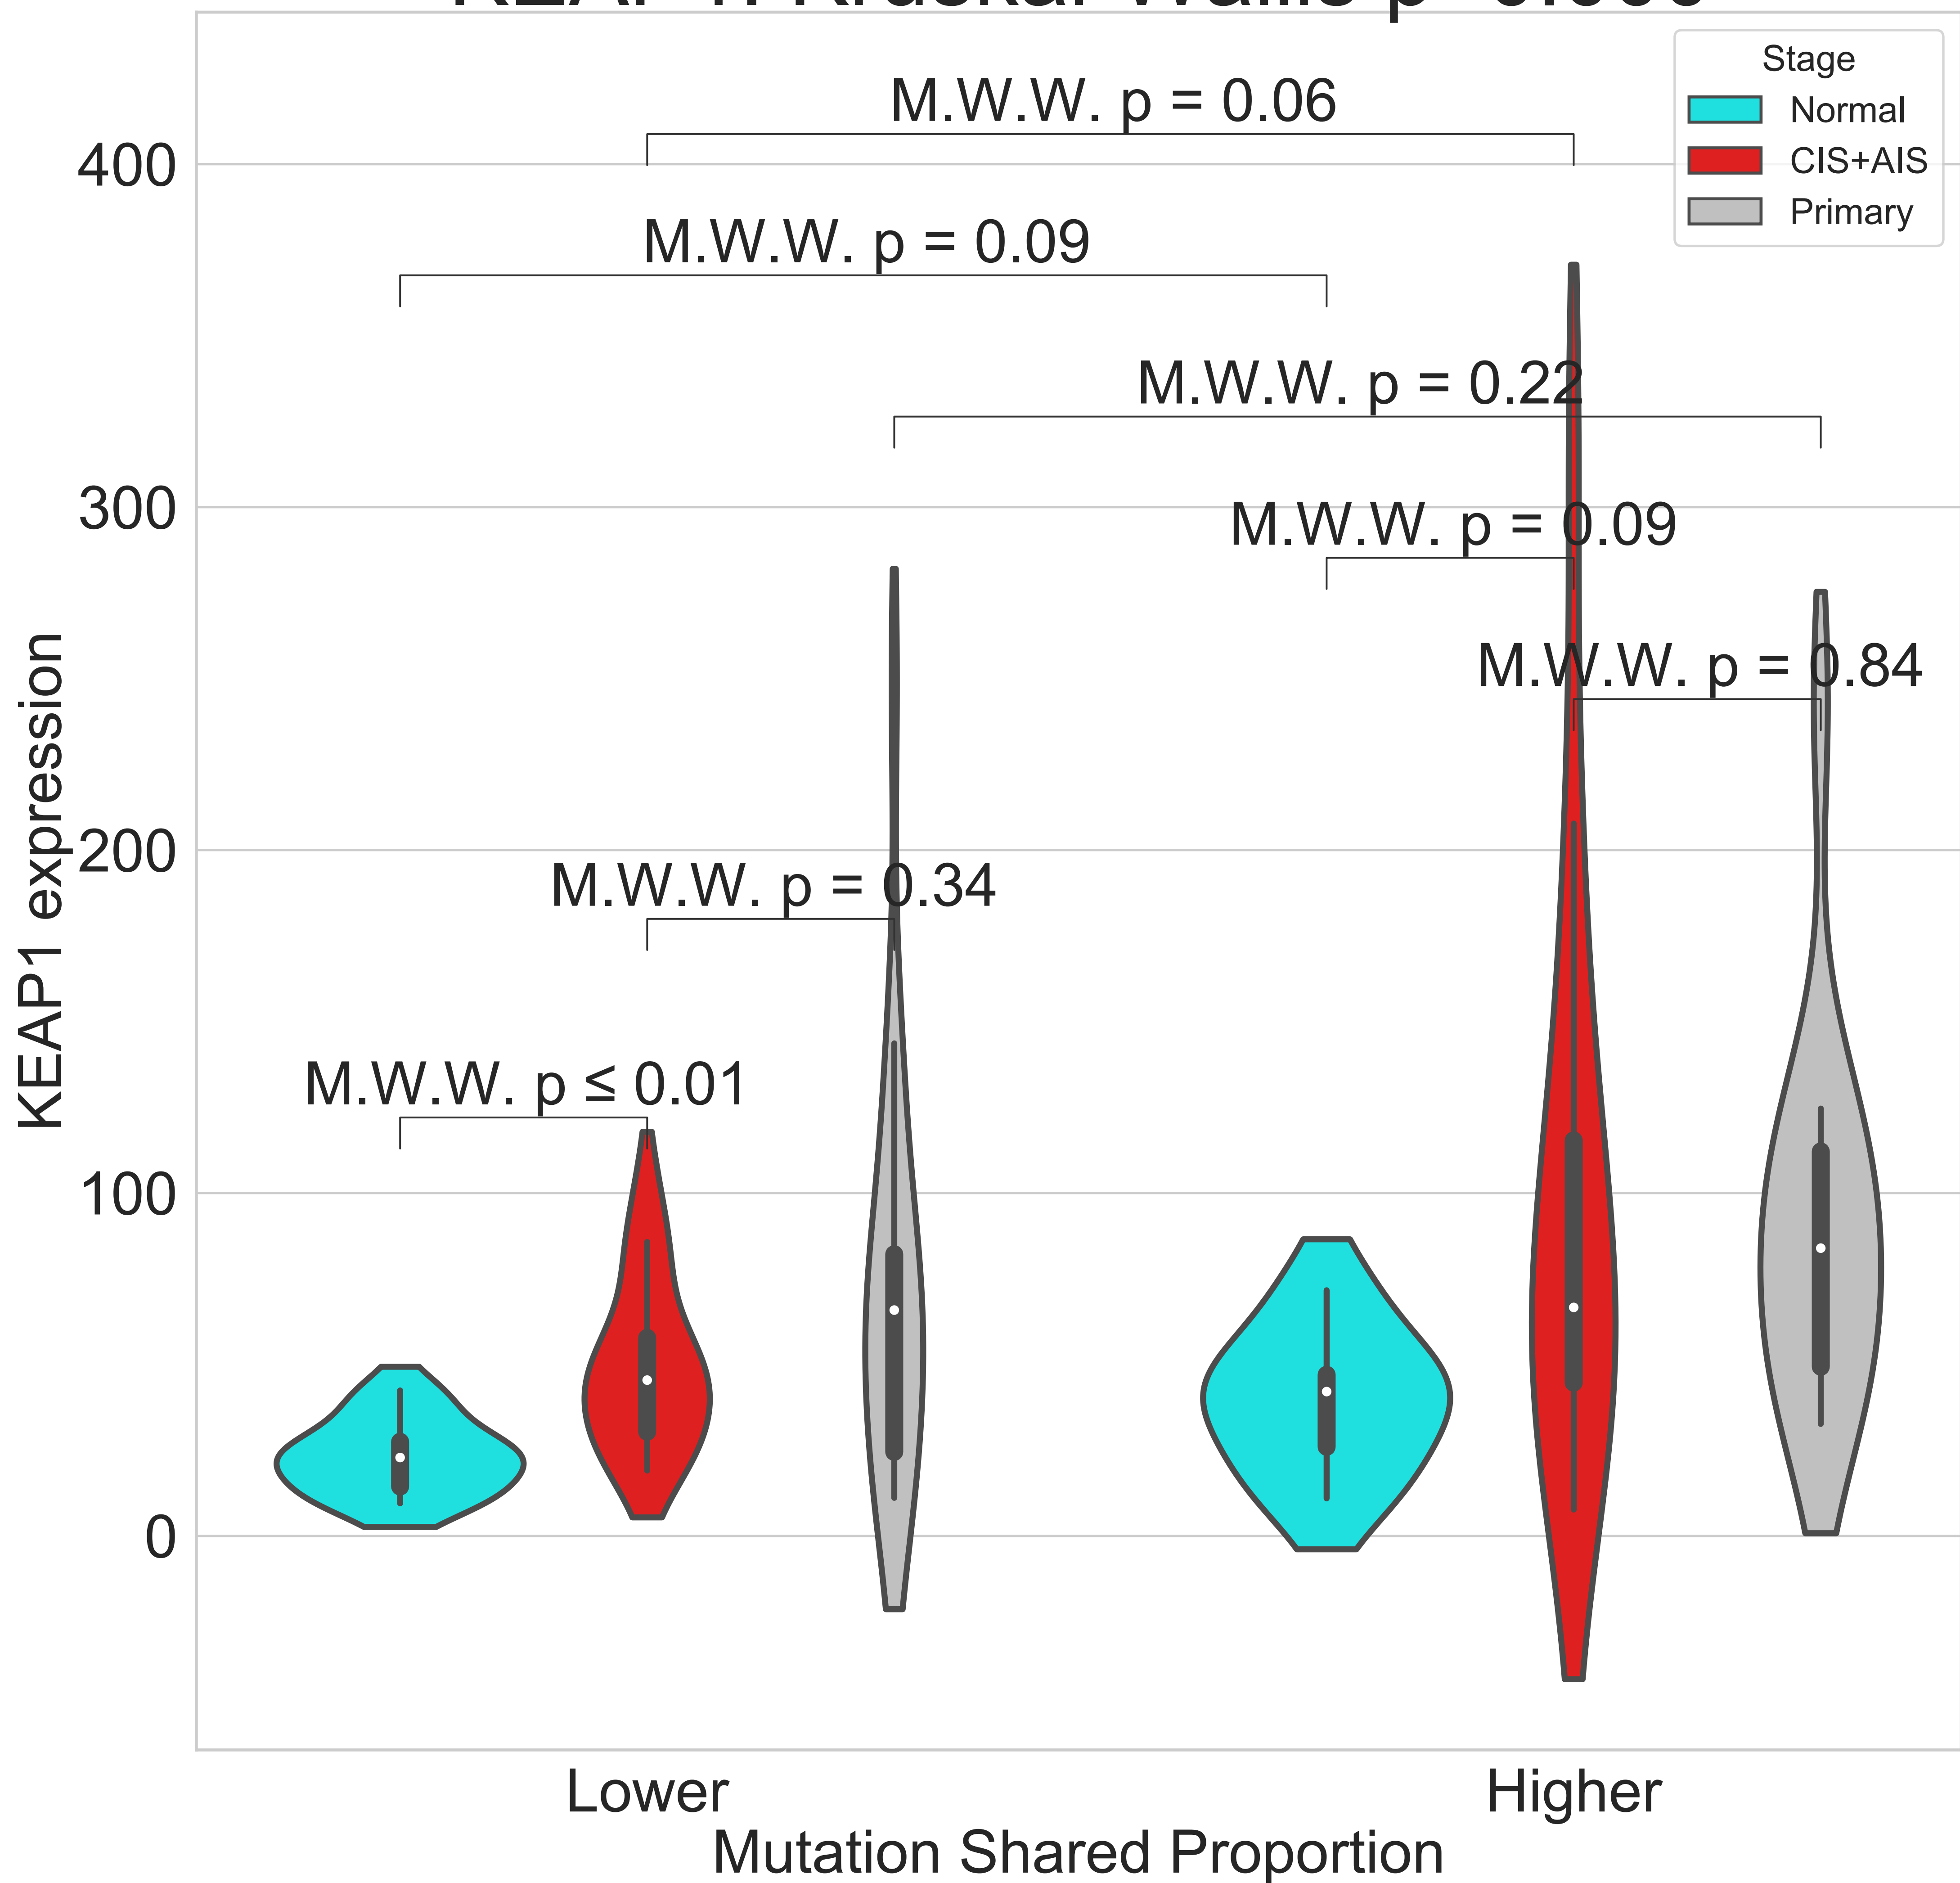 Stage
Normal
CIS+AIS
Primary
M.W.W. p = 0.06
M.W.W. p = 0.09
M.W.W. p = 0.22
M.W.W. p = 0.09
M.W.W. p = 0.84
M.W.W. p = 0.34
M.W.W. p ≤ 0.01
400
300
200
100
0
KEAP1 expression
Lower
Higher
Mutation Shared Proportion